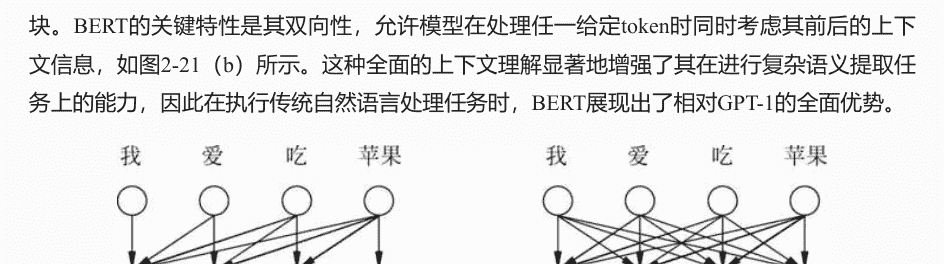 块。BERT的关键特性是其双向性，允许模型在处理任一给定token时同时考虑其前后的上下
文信息，如图2-21（b）所示。这种全面的上下文理解显著地增强了其在进行复杂语义提取任
务上的能力，因此在执行传统自然语言处理任务时，BERT展现出了相对GPT-1的全面优势。
我 爱 吃 苹果 我 爱 吃 苹果